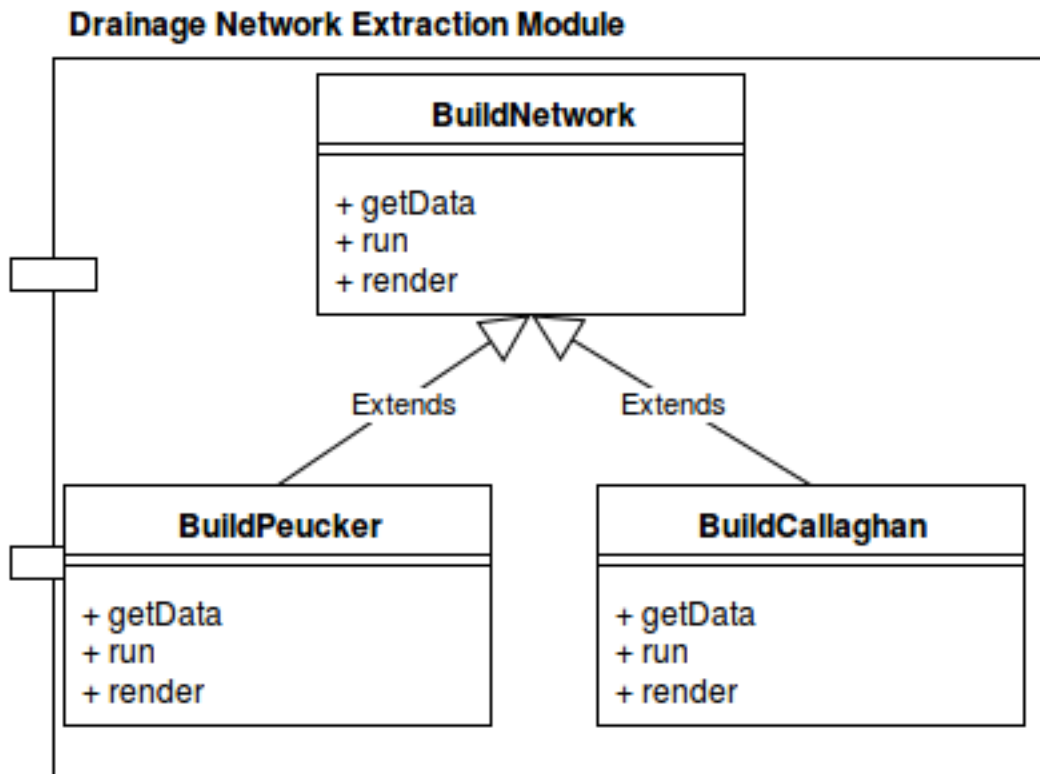 Drainage Network Extraction Module
BuildNetwork
+ getData
+ run
+ render
Extends
Extends
BuildPeucker
+ getData
+ run
+ render
BuildCallaghan
+ getData
+ run
+ render